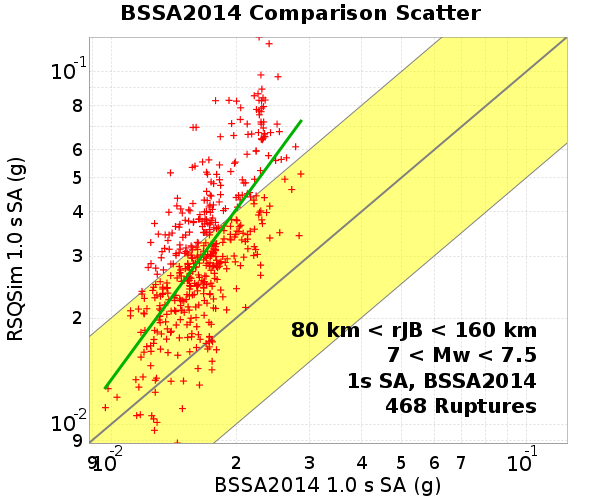 BSSA2014 Comparison Scatter
RSQSim 1.0 s SA (g)
10-1
8
6
5
4
3
2
10-2
9
80 km < rJB < 160 km
7 < Mw < 7.5
1s SA, BSSA2014
468 Ruptures
9 10-2 2 3 4 5 6 7 10-1
BSSA2014 1.0 s SA (g)